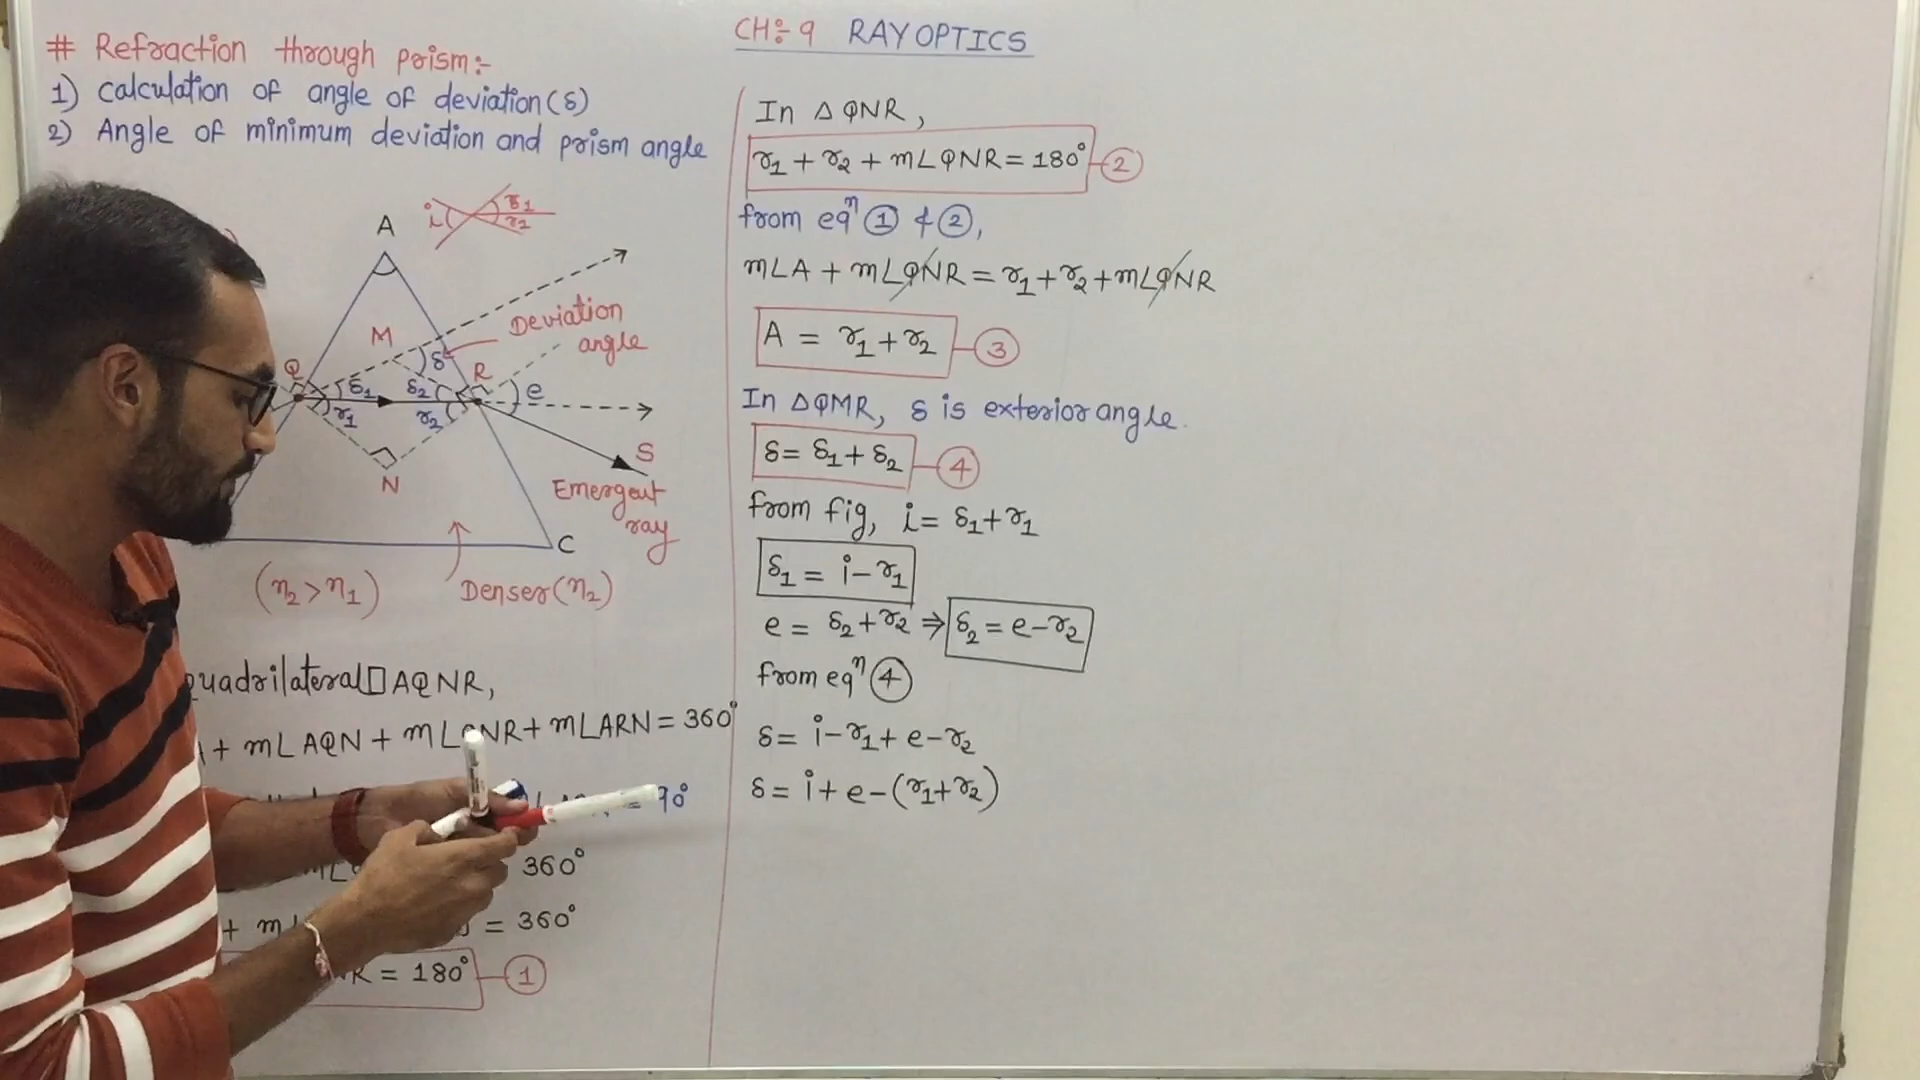 CH:- 9 RAY OPTICS
# Refraction through prism:-
1) Calculation of angle of deviation (δ)
2) Angle of minimum deviation and prism angle
A
i
δ1
r2
M
Deviation
angle
δ
Q
δ1
δ2
R
e
r1
r2
S
N
Emergent
ray
C
(n2 > n1)
Denser (n2)
quadrilateral □ AQNR,
+ m∠AQN + m∠QNR + m∠ARN = 360°
= 90°
360°
+ m = 360°
= 180° 1
In △QNR,
r1 + r2 + m∠QNR = 180° 2
from eqn 1 & 2,
m∠A + m∠QNR = r1 + r2 + m∠QNR
A = r1 + r2 3
In △QMR, δ is exterior angle.
δ = δ1 + δ2 4
from fig, i = δ1 + r1
δ1 = i - r1
e = δ2 + r2 ⇒ δ2 = e - r2
from eqn 4
δ = i - r1 + e - r2
δ = i + e - (r1 + r2)